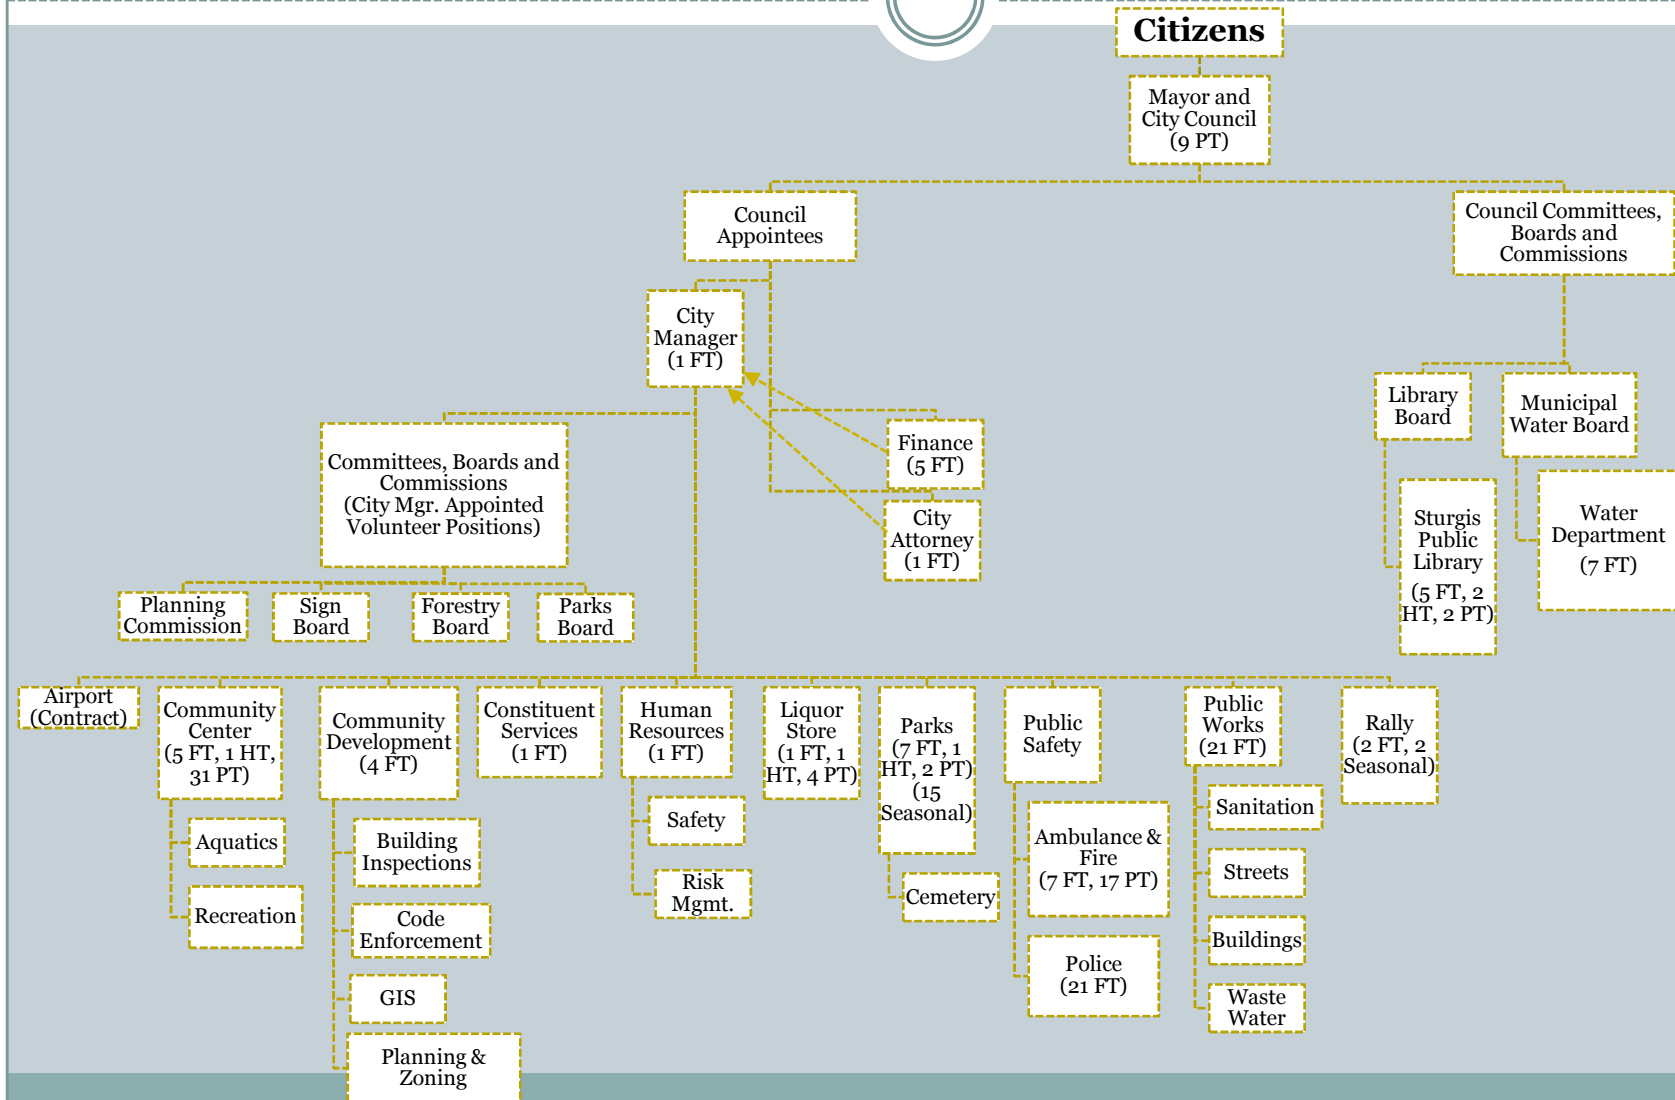 Citizens
Mayor and
City Council
(9 PT)
Council
Appointees
Council Committees,
Boards and
Commissions
City
Manager
(1 FT)
Library
Board
Municipal
Water Board
Finance
(5 FT)
Committees, Boards and
Commissions
(City Mgr. Appointed
Volunteer Positions)
City
Attorney
(1 FT)
Sturgis
Public
Library
(5 FT, 2
HT, 2 PT)
Water
Department
(7 FT)
Planning
Commission
Sign
Board
Forestry
Board
Parks
Board
Airport
(Contract)
Community
Center
(5 FT, 1 HT,
31 PT)
Aquatics
Recreation
Community
Development
(4 FT)
Building
Inspections
Code
Enforcement
GIS
Planning &
Zoning
Constituent
Services
(1 FT)
Human
Resources
(1 FT)
Safety
Risk
Mgmt.
Liquor
Store
(1 FT, 1
HT, 4 PT)
Parks
(7 FT, 1
HT, 2 PT)
(15
Seasonal)
Cemetery
Public
Safety
Ambulance &
Fire
(7 FT, 17 PT)
Police
(21 FT)
Public
Works
(21 FT)
Sanitation
Streets
Buildings
Waste
Water
Rally
(2 FT, 2
Seasonal)